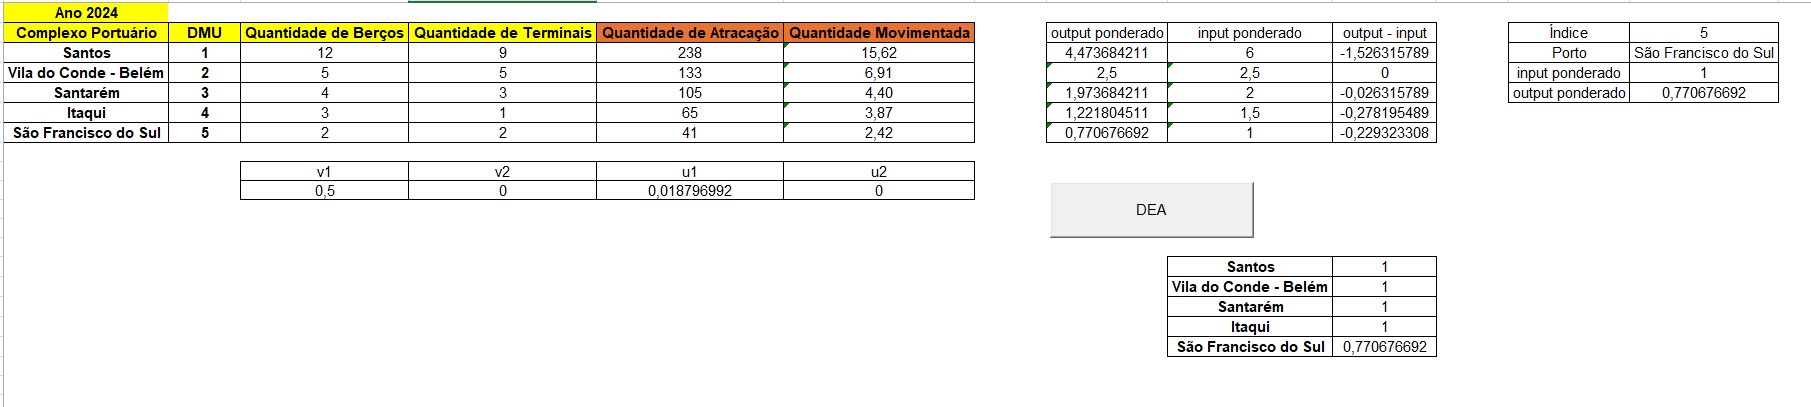 Ano 2024
Complexo Portuário DMU Quantidade de Berços Quantidade de Terminais Quantidade de Atracação Quantidade Movimentada output ponderado input ponderado output - input Índice 5
Santos 1 12 9 238 15,62 4,473684211 6 -1,526315789 Porto São Francisco do Sul
Vila do Conde - Belém 2 5 5 133 6,91 2,5 2,5 0 input ponderado 1
Santarém 3 4 3 105 4,40 1,973684211 2 -0,026315789 output ponderado 0,770676692
Itaqui 4 3 1 65 3,87 1,221804511 1,5 -0,278195489
São Francisco do Sul 5 2 2 41 2,42 0,770676692 1 -0,229323308
v1 v2 u1 u2
0,5 0 0,018796992 0
DEA
Santos 1
Vila do Conde - Belém 1
Santarém 1
Itaqui 1
São Francisco do Sul 0,770676692